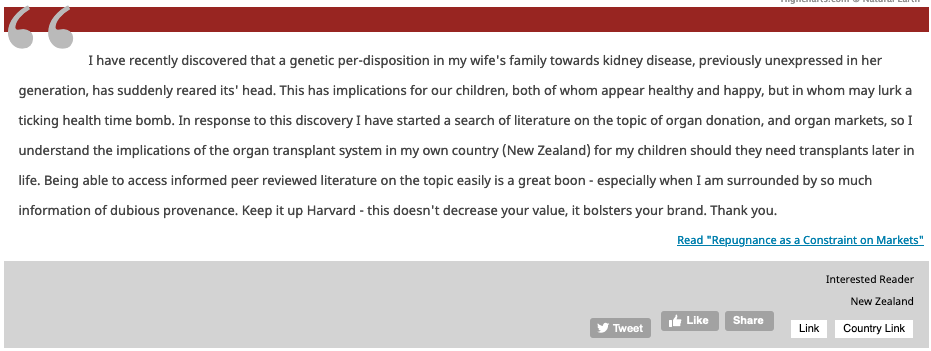 I have recently discovered that a genetic per-disposition in my wife's family towards kidney disease, previously unexpressed in her
generation, has suddenly reared its' head. This has implications for our children, both of whom appear healthy and happy, but in whom may lurk a
ticking health time bomb. In response to this discovery I have started a search of literature on the topic of organ donation, and organ markets, so I
understand the implications of the organ transplant system in my own country (New Zealand) for my children should they need transplants later in
life. Being able to access informed peer reviewed literature on the topic easily is a great boon - especially when I am surrounded by so much
information of dubious provenance. Keep it up Harvard - this doesn't decrease your value, it bolsters your brand. Thank you.
Read "Repugnance as a Constraint on Markets"
Interested Reader
New Zealand
Tweet Like Share Link Country Link